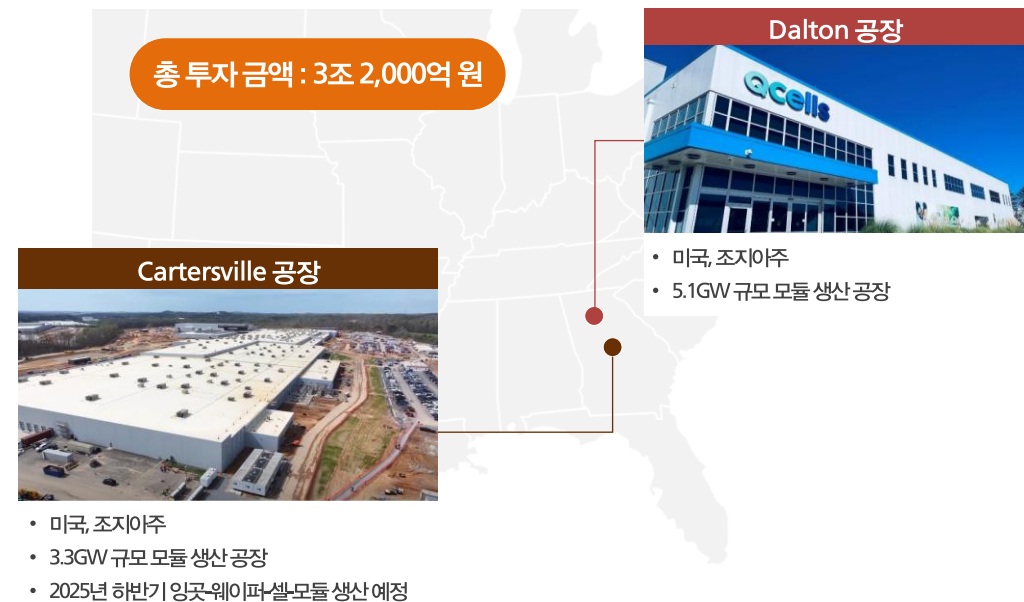 총 투자 금액 : 3조 2,000억 원
Dalton 공장
Qcells
• 미국, 조지아주
• 5.1GW 규모 모듈 생산 공장
Cartersville 공장
• 미국, 조지아주
• 3.3GW 규모 모듈 생산 공장
• 2025년 하반기 잉곳-웨이퍼-셀-모듈 생산 예정